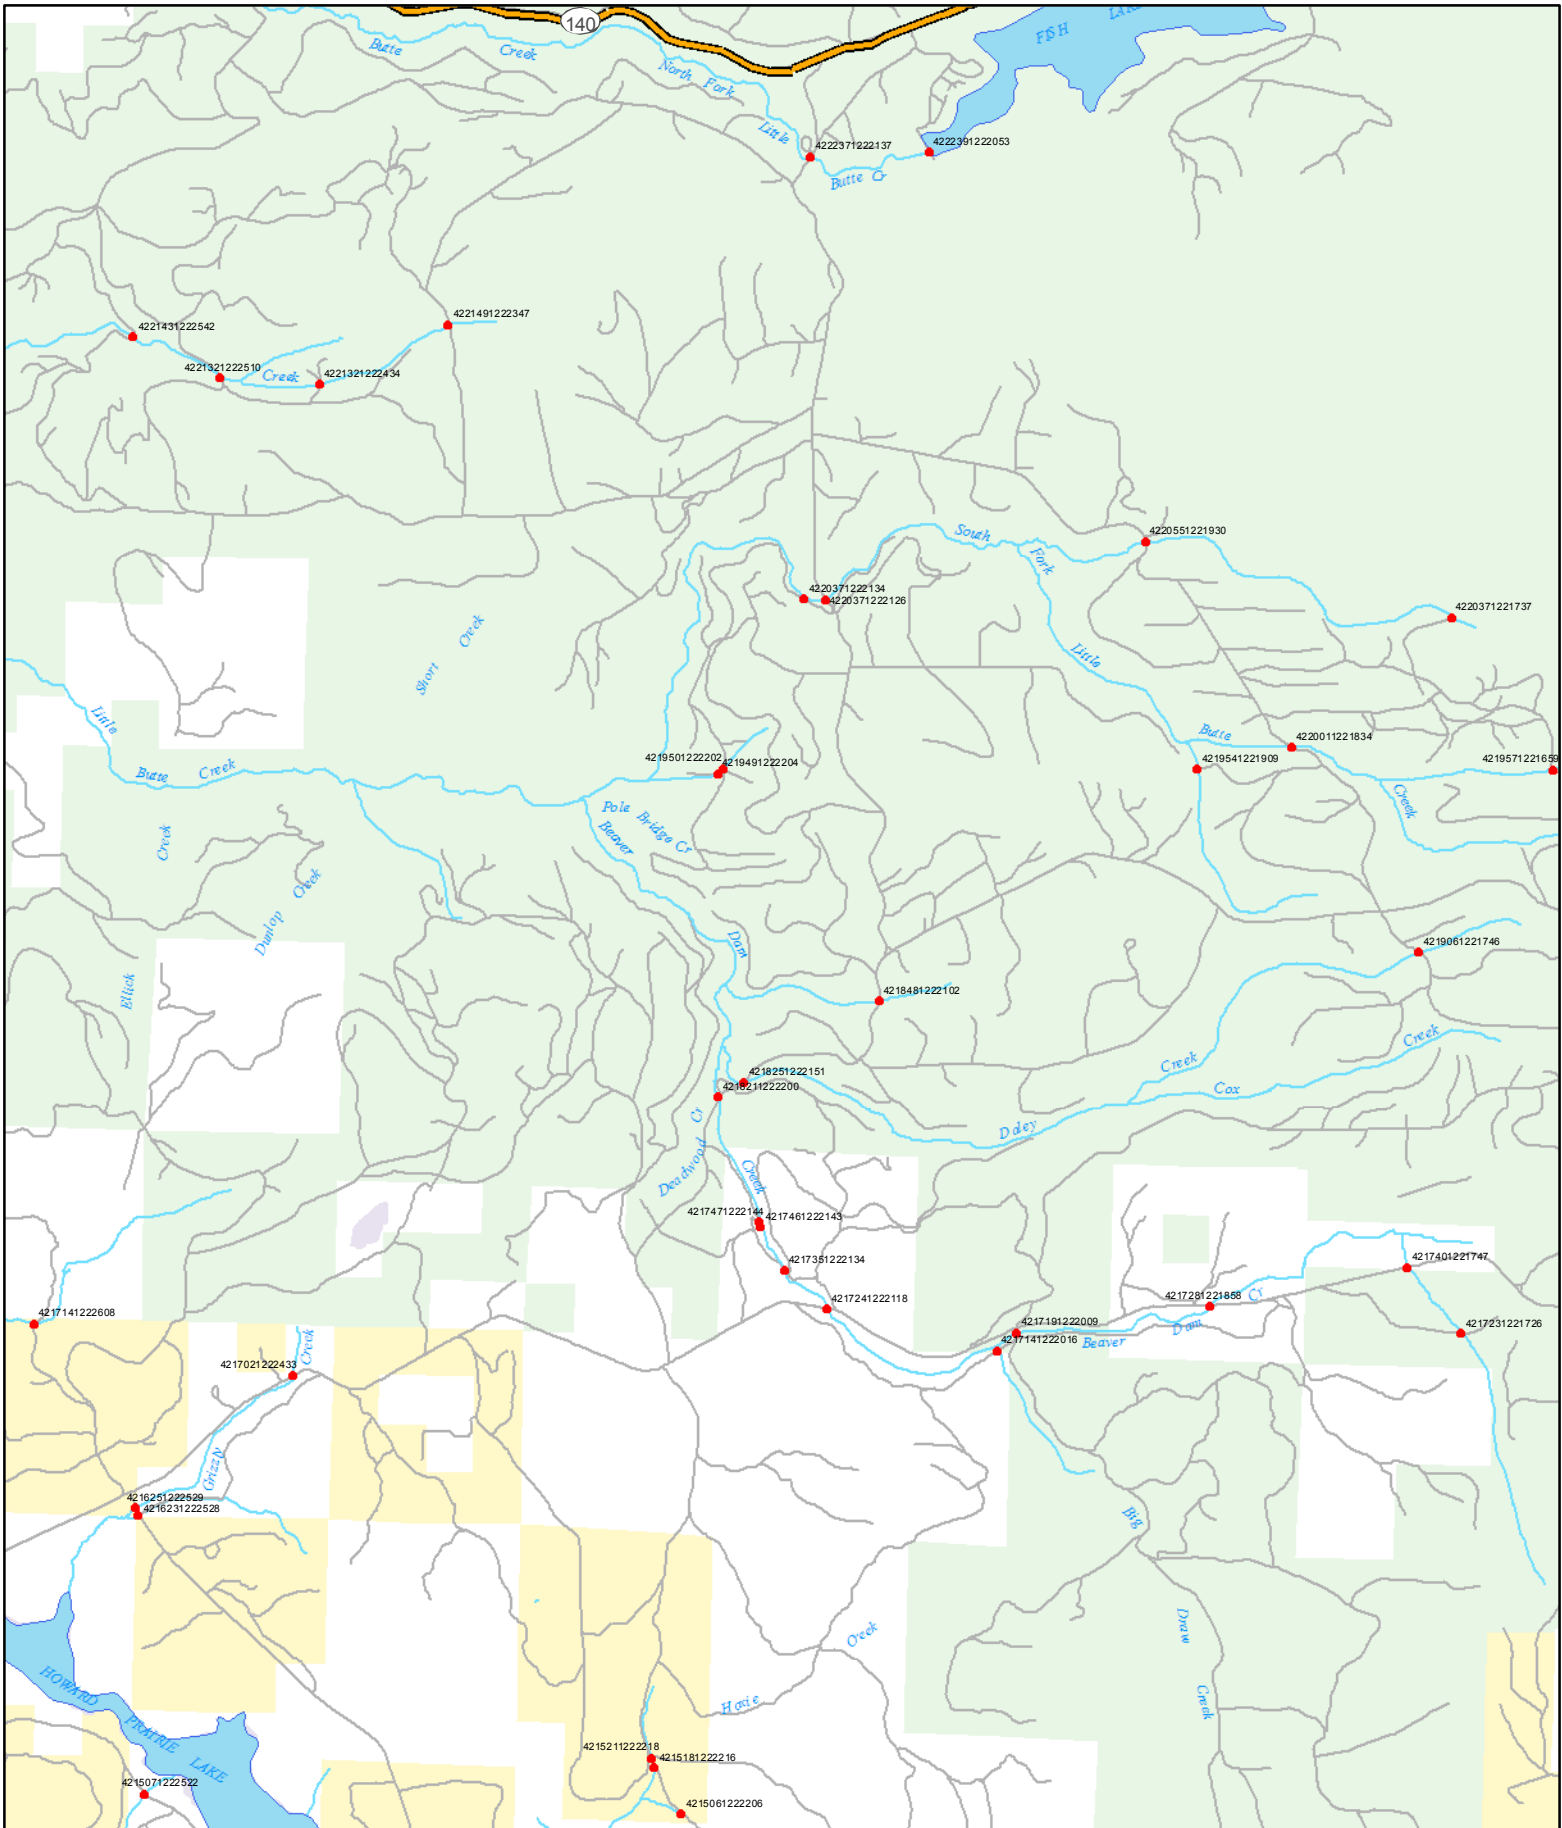 140
FISH LAKE
Butte
Creek
North Fork
Little
Butte Cr
4222371222137
4222391222053
4221431222542
4221491222347
4221321222510
Creek
4221321222434
South
Fork
4220551221930
4220371222134
4220371222126
4220371221737
Short Creek
Little
Little
Butte
4220011221834
Butte Creek
4219501222202
4219491222204
4219541221909
4219571221659
Creek
Pole Bridge Cr
Beaver
Creek
Dunlop Creek
Ellick
Dam
4219061221746
4218481222102
Creek
Creek
Cox
4218251222151
4218211222200
Daley
Deadwood Cr
Creek
4217471222144
4217461222143
4217351222134
4217401221747
4217281221858
Cr
4217241222118
4217141222608
4217191222009
Dam
4217231221726
4217141222016
Beaver
Creek
4217021222433
Grizzly
4216251222529
4216231222528
Big
Draw
Creek
Creek
Hoxie
HOWARD
PRAIRIE
LAKE
4215211222218
4215181222216
4215071222522
4215061222206